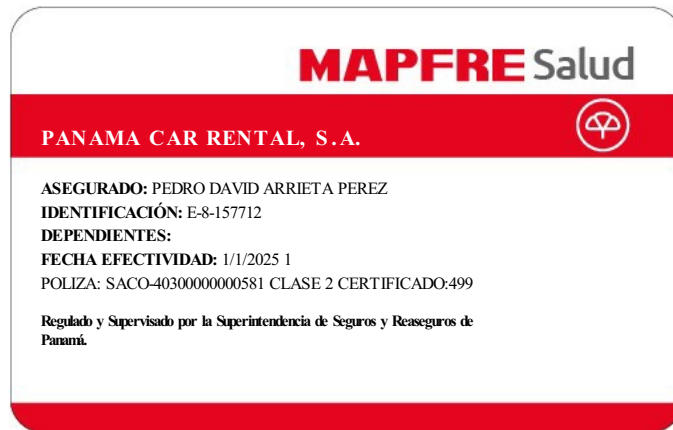 MAPFRE Salud
PANAMA CAR RENTAL, S.A.
ASEGURADO: PEDRO DAVID ARRIETA PEREZ
IDENTIFICACIÓN: E-8-157712
DEPENDIENTES:
FECHA EFECTIVIDAD: 1/1/2025 1
POLIZA: SACO-40300000000581 CLASE 2 CERTIFICADO:499
Regulado y Supervisado por la Superintendencia de Seguros y Reaseguros de
Panamá.